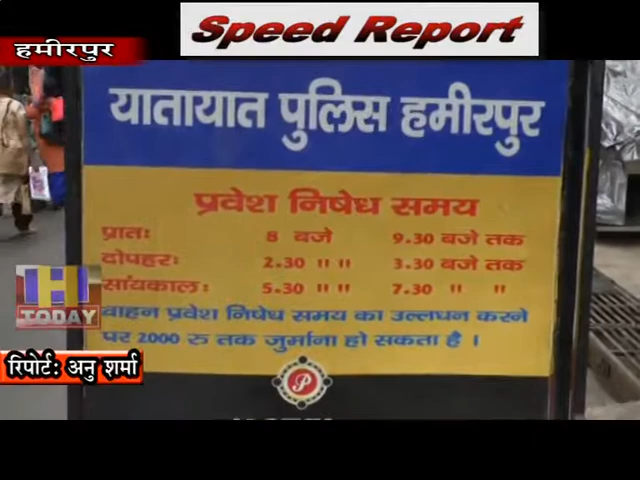 Speed Report
हमीरपुर
यातायात पुलिस हमीरपुर
प्रवेश निषेध समय
प्रातः 8 बजे 9.30 बजे तक
दोपहरः 2.30 '' '' 3.30 बजे तक
सांयकालः 5.30 '' '' 7.30 '' ''
वाहन प्रवेश निषेध समय का उल्लघन करने
पर 2000 रु तक जुर्माना हो सकता है ।
H
TODAY
रिपोर्टः अनु शर्मा
P